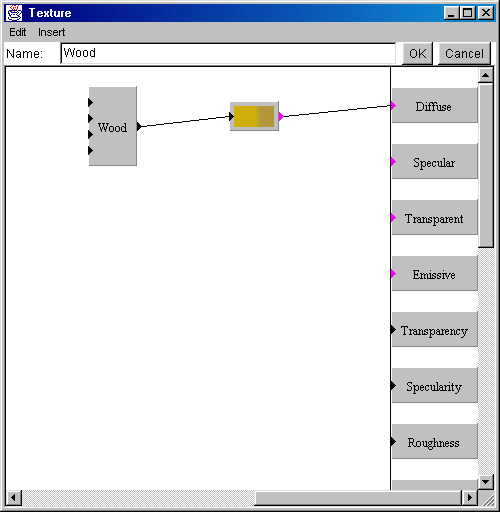 Texture
Edit Insert
Name: Wood OK Cancel
Wood
Diffuse
Specular
Transparent
Emissive
Transparency
Specularity
Roughness